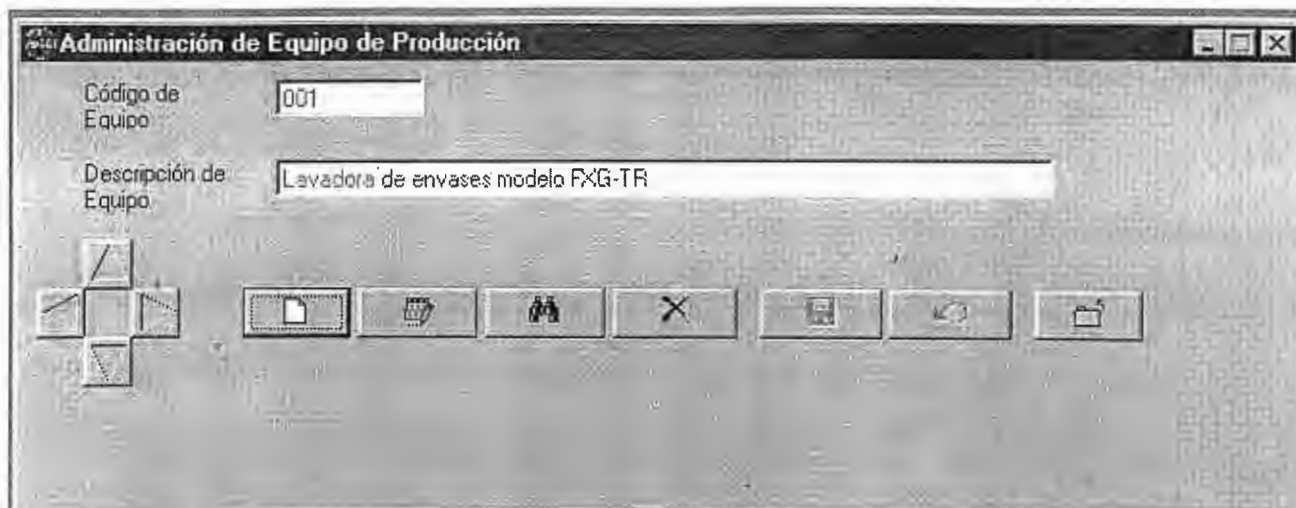 Administración de Equipo de Producción
Código de
Equipo
001
Descripción de
Equipo
Lavadora de envases modelo FXG-TR